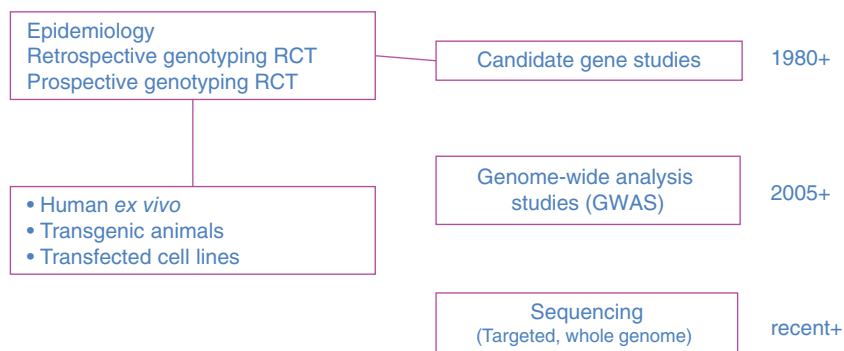 Epidemiology
Retrospective genotyping RCT
Prospective genotyping RCT
Candidate gene studies
1980+
• Human ex vivo
• Transgenic animals
• Transfected cell lines
Genome-wide analysis
studies (GWAS)
2005+
Sequencing
(Targeted, whole genome)
recent+